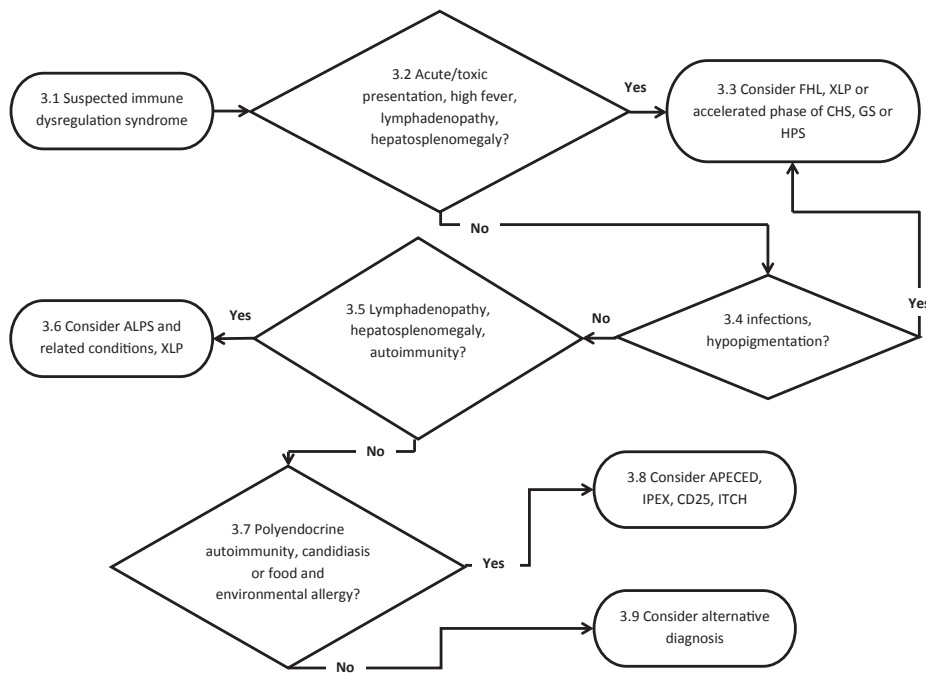 3.1 Suspected immune
dysregulation syndrome
3.2 Acute/toxic
presentation, high fever,
lymphadenopathy,
hepatosplenomegaly?
Yes
3.3 Consider FHL, XLP or
accelerated phase of CHS, GS or
HPS
No
3.4 infections,
hypopigmentation?
Yes
No
3.5 Lymphadenopathy,
hepatosplenomegaly,
autoimmunity?
Yes
3.6 Consider ALPS and
related conditions, XLP
No
3.7 Polyendocrine
autoimmunity, candidiasis
or food and
environmental allergy?
Yes
3.8 Consider APECED,
IPEX, CD25, ITCH
No
3.9 Consider alternative
diagnosis